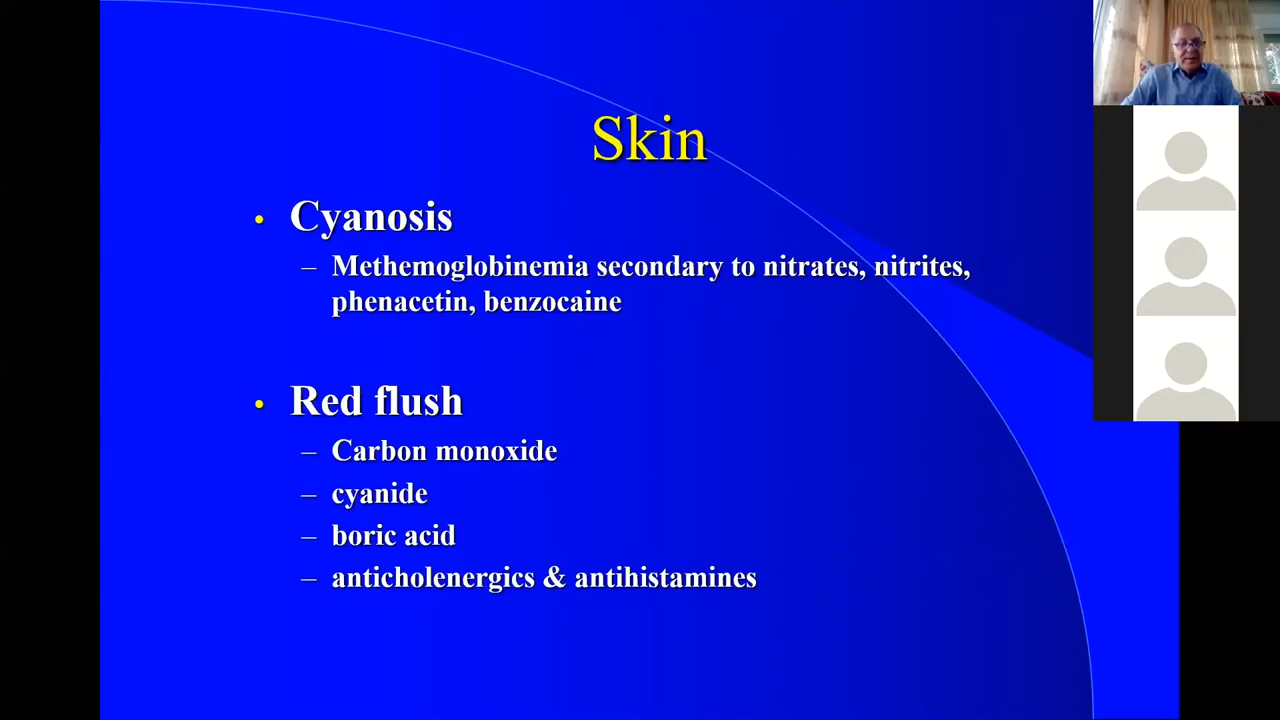 Skin
• Cyanosis
– Methemoglobinemia secondary to nitrates, nitrites,
phenacetin, benzocaine
• Red flush
– Carbon monoxide
– cyanide
– boric acid
– anticholenergics & antihistamines